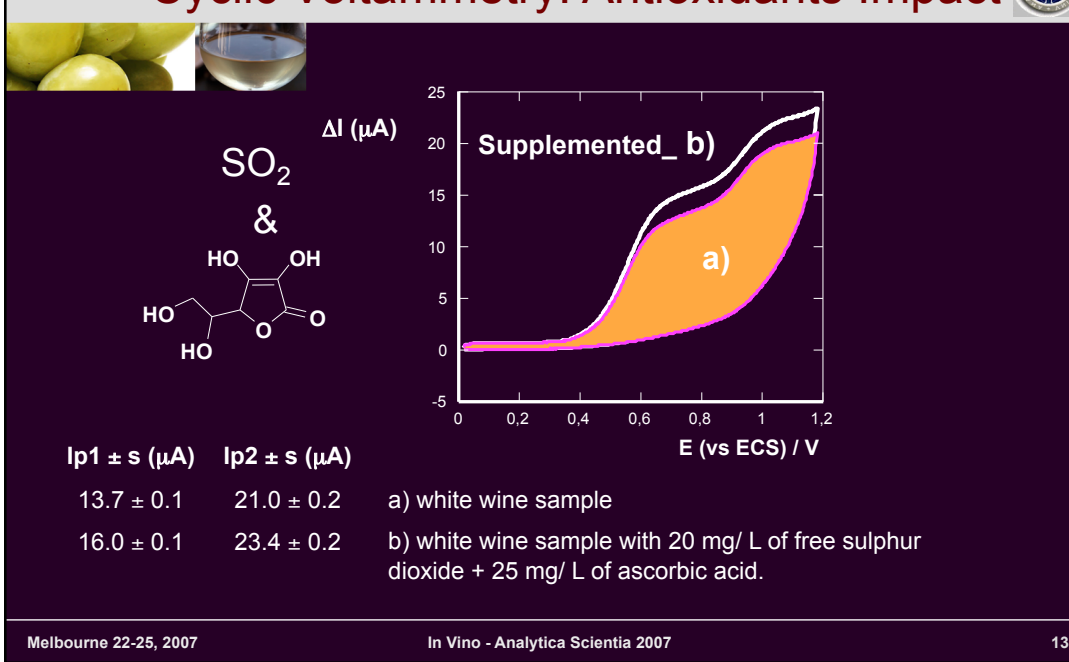 Cyclic Voltammetry: Antioxidants Impact
ΔI (μA)
25
20
15
10
5
0
-5
Supplemented_ b)
a)
0 0,2 0,4 0,6 0,8 1 1,2
E (vs ECS) / V
SO2
&
HO OH
HO O O
HO
Ip1 ± s (μA) Ip2 ± s (μA)
13.7 ± 0.1 21.0 ± 0.2 a) white wine sample
16.0 ± 0.1 23.4 ± 0.2 b) white wine sample with 20 mg/ L of free sulphur
dioxide + 25 mg/ L of ascorbic acid.
Melbourne 22-25, 2007 In Vino - Analytica Scientia 2007 13